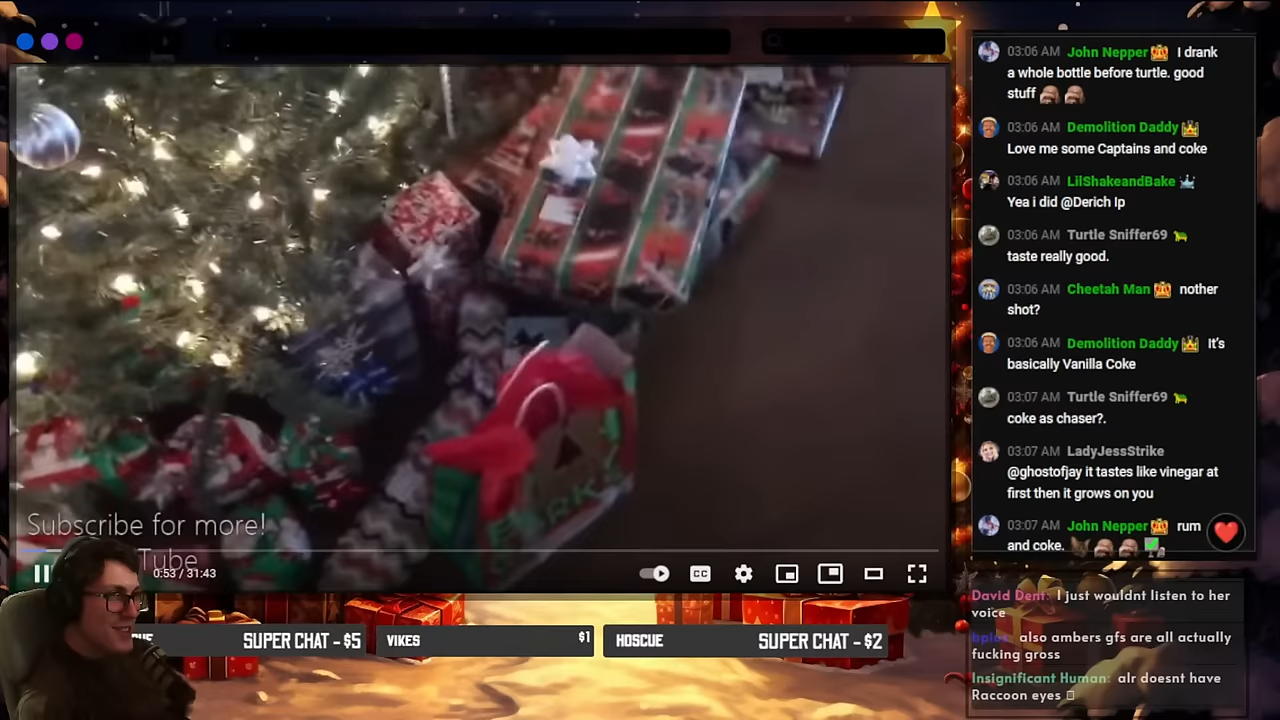 03:06 AM John Nepper I drank
a whole bottle before turtle. good
stuff
03:06 AM Demolition Daddy
Love me some Captains and coke
03:06 AM LilShakeandBake
Yea i did @Derich Ip
03:06 AM Turtle Sniffer69
taste really good.
03:06 AM Cheetah Man nother
shot?
03:06 AM Demolition Daddy It's
basically Vanilla Coke
03:07 AM Turtle Sniffer69
coke as chaser?.
03:07 AM LadyJessStrike
@ghostofjay it tastes like vinegar at
first then it grows on you
03:07 AM John Nepper rum
and coke.
Subscribe for more!
Tube
0:53 / 31:43
CC
SUPER CHAT - $5
VIKES $1
HOSCUE SUPER CHAT - $2
David Dent: I just wouldnt listen to her
voice
bplus: also ambers gfs are all actually
fucking gross
Insignificant Human: alr doesnt have
Raccoon eyes